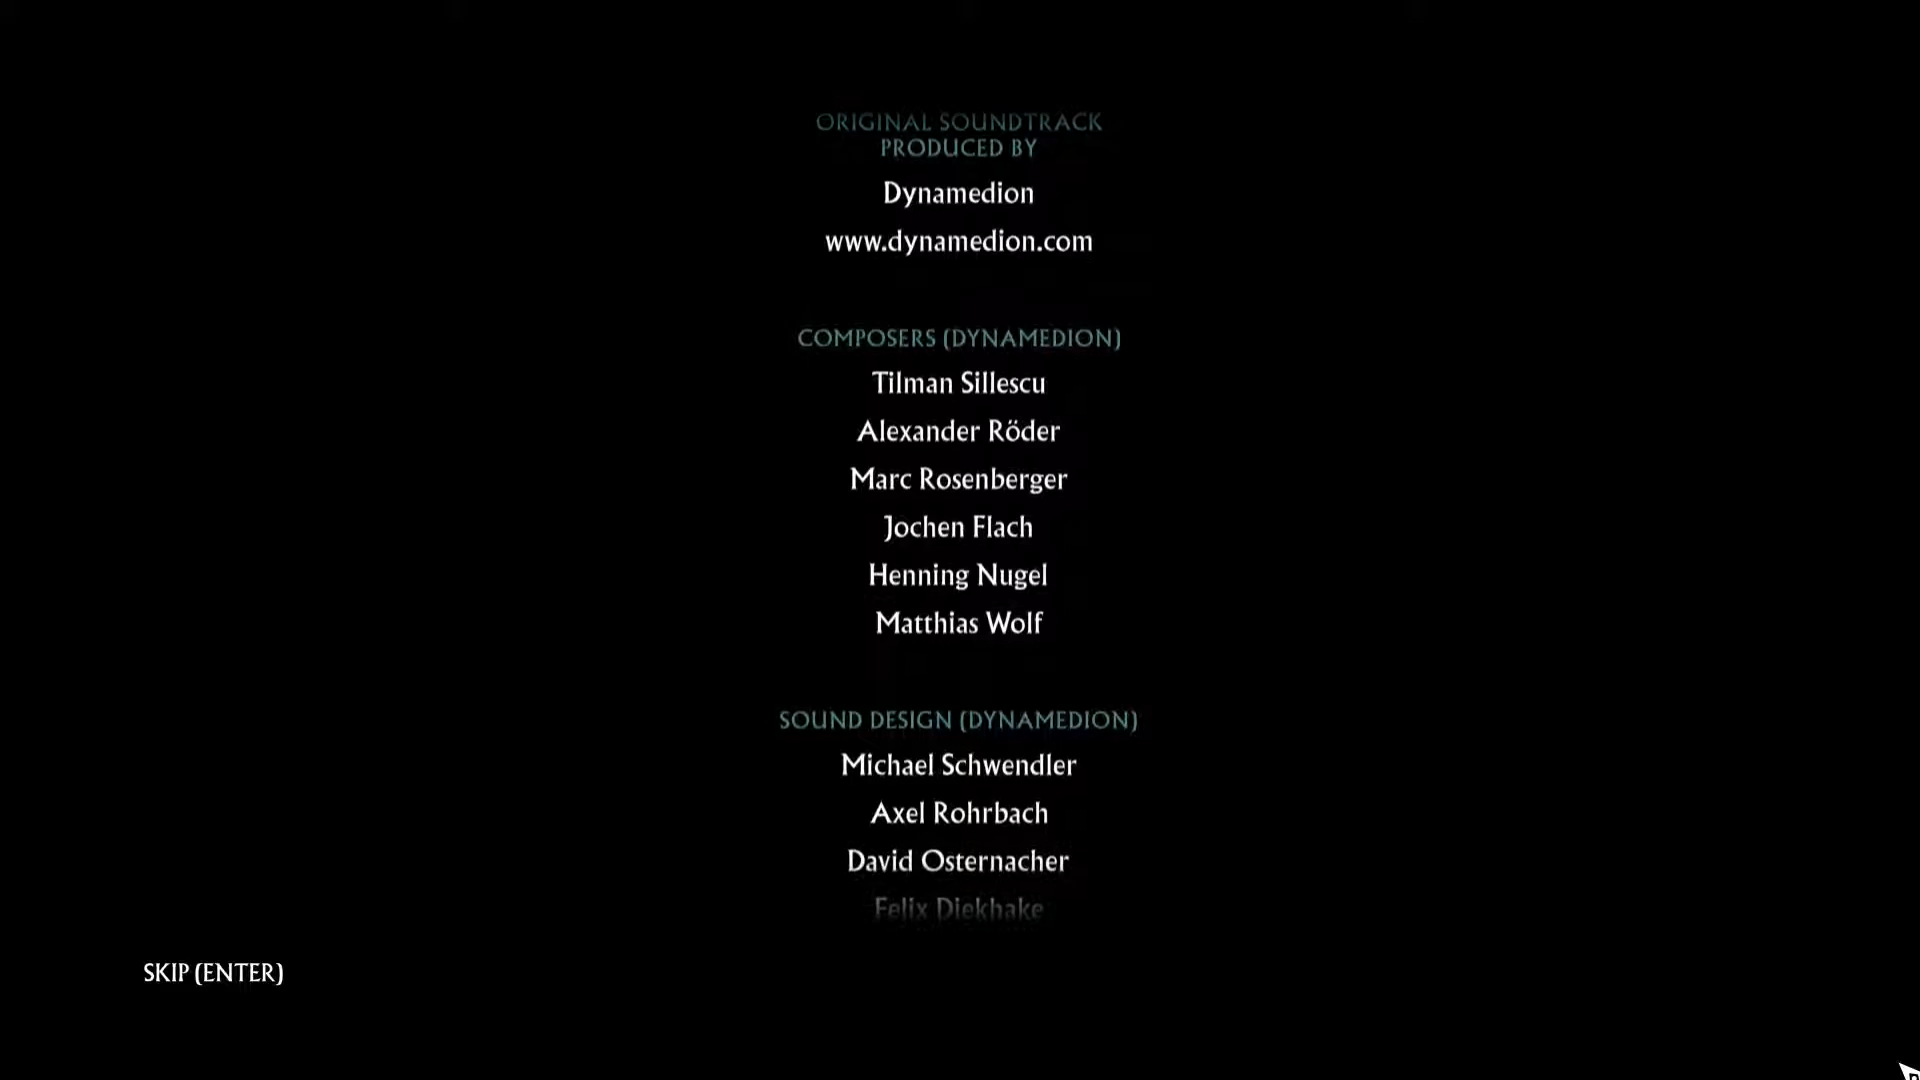 ORIGINAL SOUNDTRACK
PRODUCED BY
Dynamedion
www.dynamedion.com
COMPOSERS (DYNAMEDION)
Tilman Sillescu
Alexander Röder
Marc Rosenberger
Jochen Flach
Henning Nugel
Matthias Wolf
SOUND DESIGN (DYNAMEDION)
Michael Schwendler
Axel Rohrbach
David Osternacher
Felix Diekhake
SKIP (ENTER)